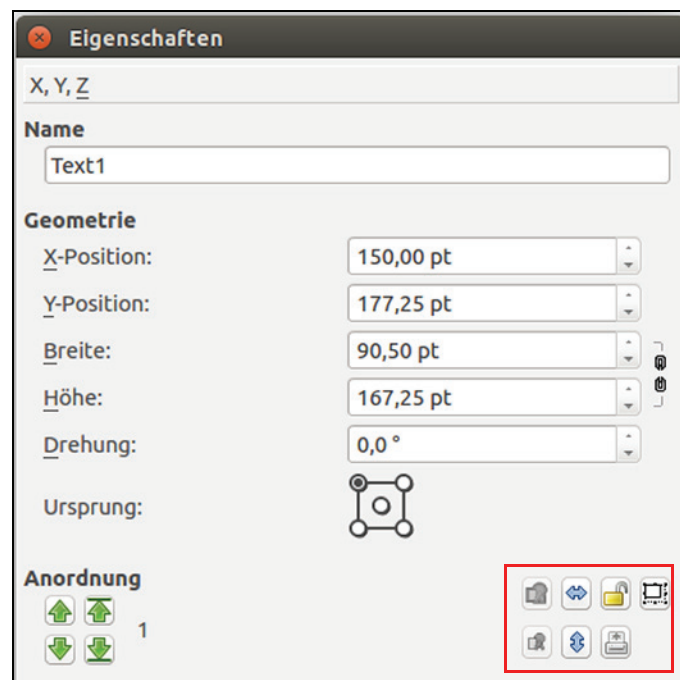 Eigenschaften
X, Y, Z
Name
Text1
Geometrie
X-Position: 150,00 pt
Y-Position: 177,25 pt
Breite: 90,50 pt
Höhe: 167,25 pt
Drehung: 0,0 °
Ursprung:
Anordnung
1